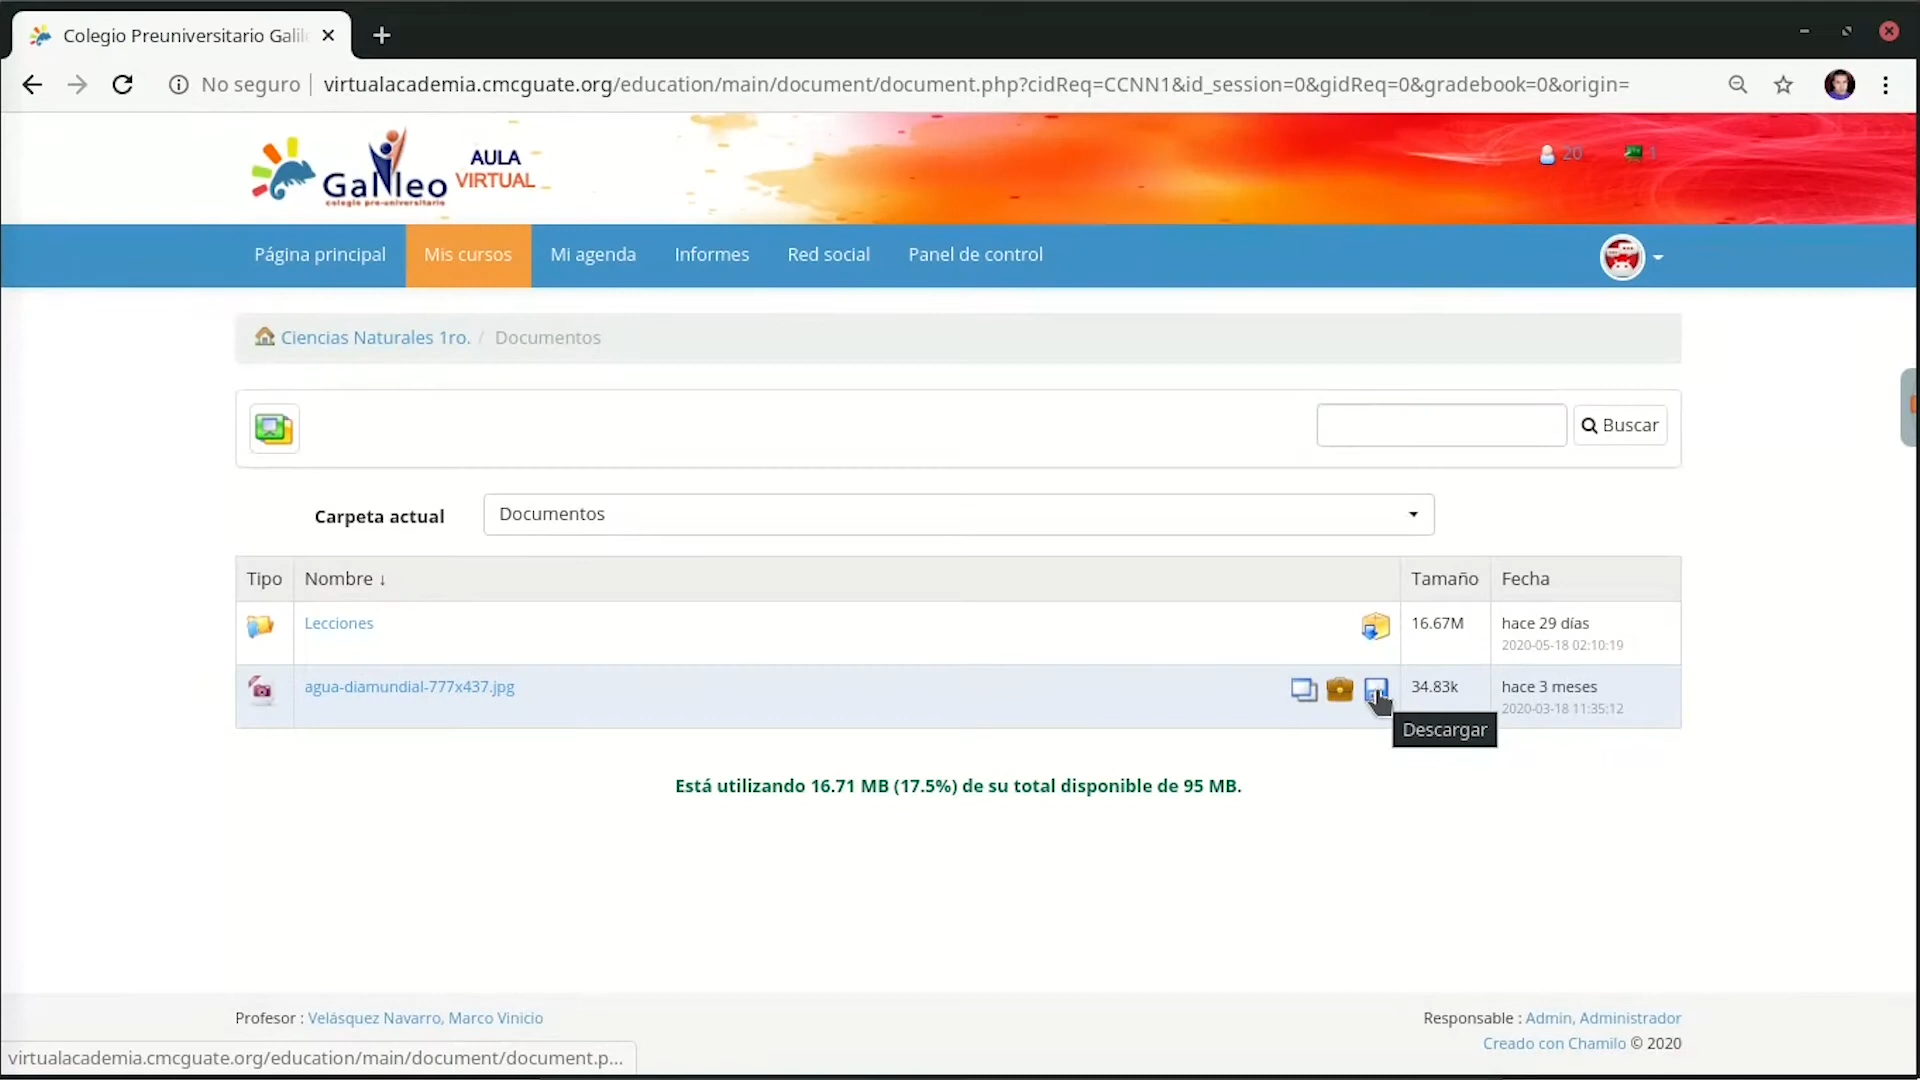 Colegio Preuniversitario Galil
No seguro
virtualacademia.cmcguate.org/education/main/document/document.php?cidReq=CCNN1&id_session=0&gidReq=0&gradebook=0&origin=
Galileo
colegio pre-universitario
AULA
VIRTUAL
20
1
Página principal
Mis cursos
Mi agenda
Informes
Red social
Panel de control
Ciencias Naturales 1ro. / Documentos
Buscar
Carpeta actual
Documentos
Tipo Nombre ↓ Tamaño Fecha
Lecciones 16.67M hace 29 días
2020-05-18 02:10:19
agua-diamundial-777x437.jpg 34.83k hace 3 meses
2020-03-18 11:35:12
Descargar
Está utilizando 16.71 MB (17.5%) de su total disponible de 95 MB.
Profesor : Velásquez Navarro, Marco Vinicio
Responsable : Admin, Administrador
Creado con Chamilo © 2020
virtualacademia.cmcguate.org/education/main/document/document.p...